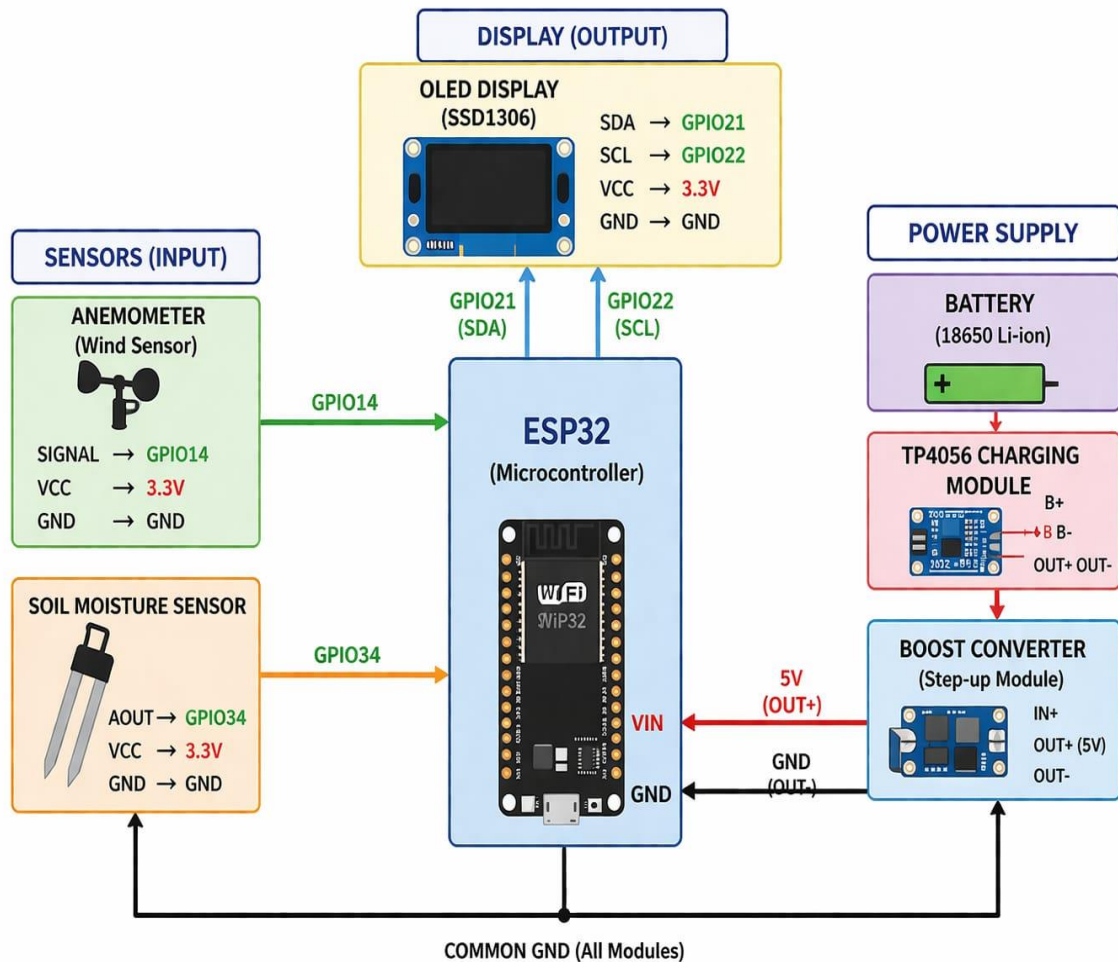 DISPLAY (OUTPUT)
OLED DISPLAY
(SSD1306)
SDA → GPIO21
SCL → GPIO22
VCC → 3.3V
GND → GND
SENSORS (INPUT)
ANEMOMETER
(Wind Sensor)
SIGNAL → GPIO14
VCC → 3.3V
GND → GND
GPIO14
SOIL MOISTURE SENSOR
AOUT → GPIO34
VCC → 3.3V
GND → GND
GPIO34
GPIO21
(SDA)
GPIO22
(SCL)
ESP32
(Microcontroller)
WiFi
VIN
GND
5V
(OUT+)
GND
(OUT-)
POWER SUPPLY
BATTERY
(18650 Li-ion)
+ -
TP4056 CHARGING
MODULE
B+
B B-
OUT+ OUT-
BOOST CONVERTER
(Step-up Module)
IN+
OUT+ (5V)
OUT-
COMMON GND (All Modules)